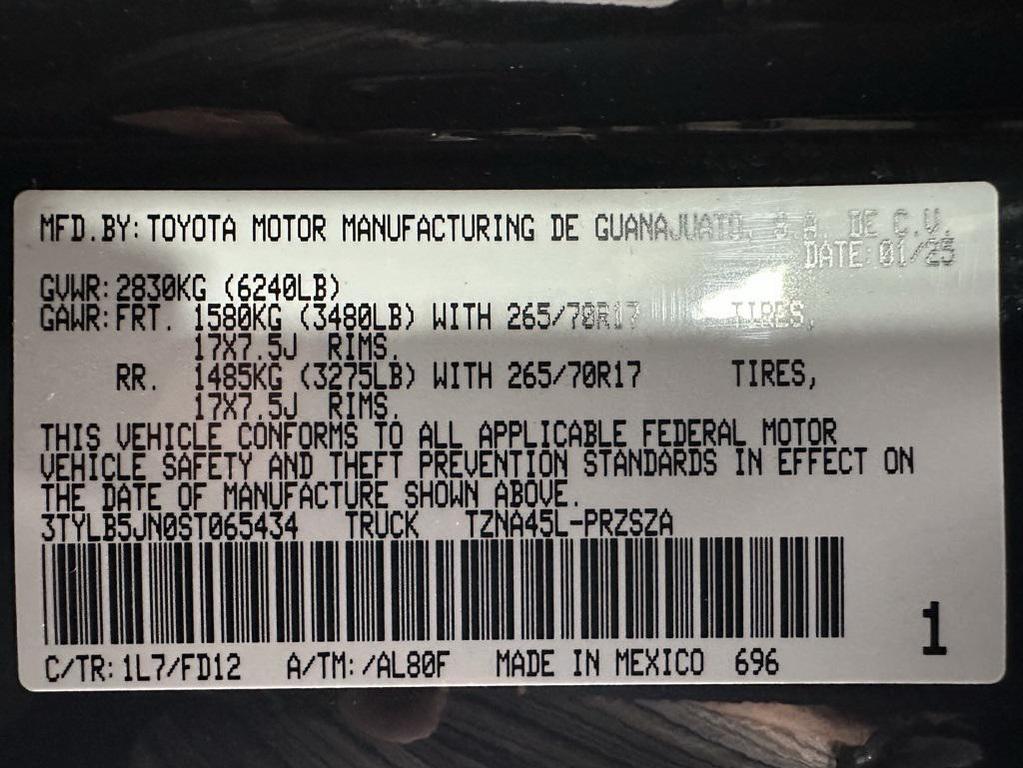 MFD.BY: TOYOTA MOTOR MANUFACTURING DE GUANAJUATO, S.A. DE C.V.
DATE: 01/25
GVWR: 2830KG (6240LB)
GAWR: FRT. 1580KG (3480LB) WITH 265/70R17 TIRES,
17X7.5J RIMS.
RR. 1485KG (3275LB) WITH 265/70R17 TIRES,
17X7.5J RIMS.
THIS VEHICLE CONFORMS TO ALL APPLICABLE FEDERAL MOTOR
VEHICLE SAFETY AND THEFT PREVENTION STANDARDS IN EFFECT ON
THE DATE OF MANUFACTURE SHOWN ABOVE.
3TYLB5JN0ST065434 TRUCK TZNA45L-PRZSZA
1
C/TR: 1L7/FD12 A/TM: /AL80F MADE IN MEXICO 696